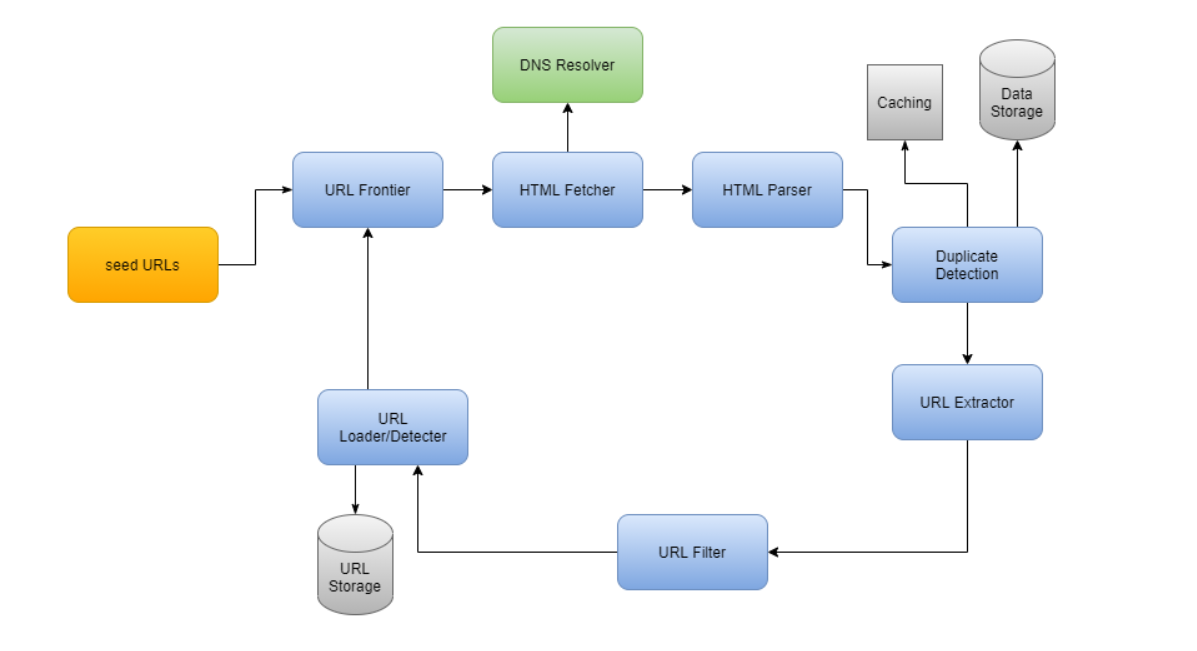 DNS Resolver
Caching
Data
Storage
URL Frontier
HTML Fetcher
HTML Parser
seed URLs
Duplicate
Detection
URL Extractor
URL
Loader/Detecter
URL Filter
URL
Storage